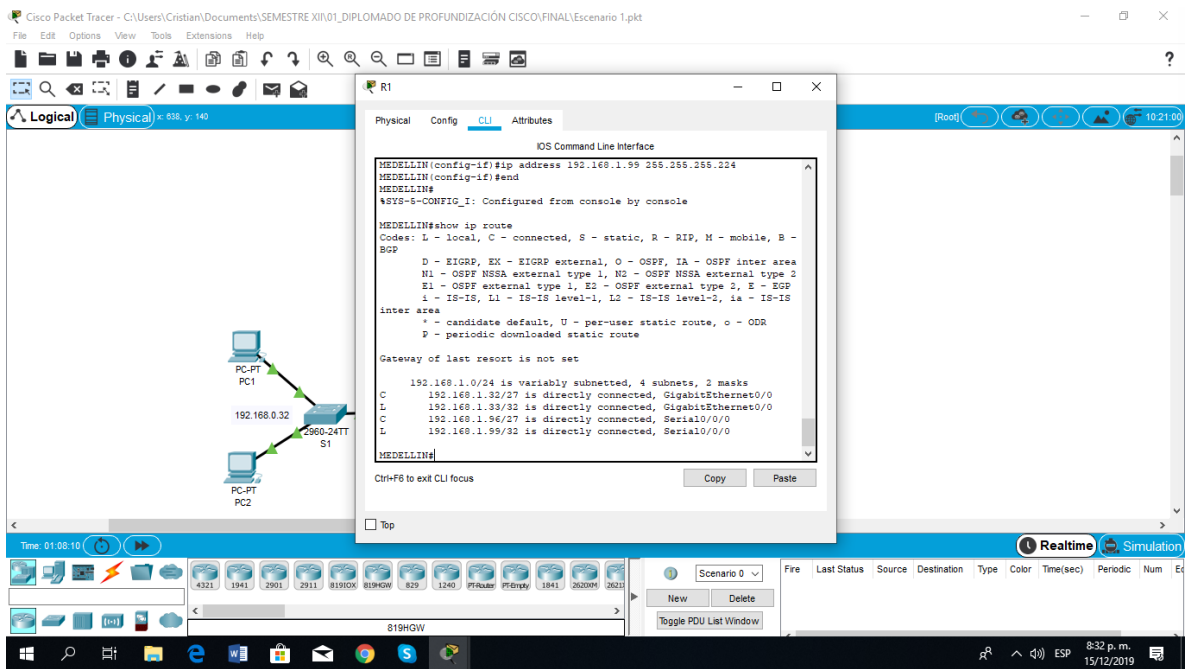 Cisco Packet Tracer - C:\Users\Cristian\Documents\SEMESTRE XII\01_DIPLOMADO DE PROFUNDIZACIÓN CISCO\FINAL\Escenario 1.pkt
File Edit Options View Tools Extensions Help
?
Logical Physical x: 638, y: 140
[Root] 10:21:00
R1
Physical Config CLI Attributes
IOS Command Line Interface
MEDELLIN(config-if)#ip address 192.168.1.99 255.255.255.224
MEDELLIN(config-if)#end
MEDELLIN#
%SYS-5-CONFIG_I: Configured from console by console
MEDELLIN#show ip route
Codes: L - local, C - connected, S - static, R - RIP, M - mobile, B -
BGP
D - EIGRP, EX - EIGRP external, O - OSPF, IA - OSPF inter area
N1 - OSPF NSSA external type 1, N2 - OSPF NSSA external type 2
E1 - OSPF external type 1, E2 - OSPF external type 2, E - EGP
i - IS-IS, L1 - IS-IS level-1, L2 - IS-IS level-2, ia - IS-IS
inter area
* - candidate default, U - per-user static route, o - ODR
P - periodic downloaded static route
Gateway of last resort is not set
192.168.1.0/24 is variably subnetted, 4 subnets, 2 masks
C 192.168.1.32/27 is directly connected, GigabitEthernet0/0
L 192.168.1.33/32 is directly connected, GigabitEthernet0/0
C 192.168.1.96/27 is directly connected, Serial0/0/0
L 192.168.1.99/32 is directly connected, Serial0/0/0
MEDELLIN#
Ctrl+F6 to exit CLI focus
Copy Paste
Top
PC-PT
PC1
192.168.0.32
2960-24TT
S1
PC-PT
PC2
Time: 01:08:10
Realtime Simulation
4321 1941 2901 2911 819IOX 819HGW 829 1240 PT-Router PT-Empty 1841 2620XM
819HGW
Scenario 0
New Delete
Toggle PDU List Window
Fire Last Status Source Destination Type Color Time(sec) Periodic Num
ESP
8:32 p. m.
15/12/2019